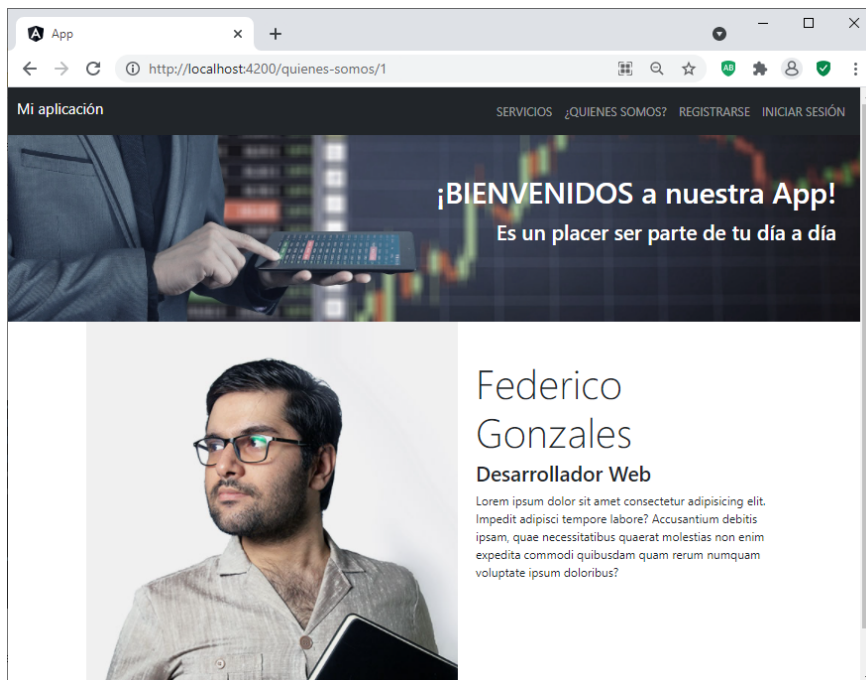 App
http://localhost:4200/quienes-somos/1
Mi aplicación
SERVICIOS ¿QUIENES SOMOS? REGISTRARSE INICIAR SESIÓN
¡BIENVENIDOS a nuestra App!
Es un placer ser parte de tu día a día
Federico
Gonzales
Desarrollador Web
Lorem ipsum dolor sit amet consectetur adipisicing elit.
Impedit adipisci tempore labore? Accusantium debitis
ipsam, quae necessitatibus quaerat molestias non enim
expedita commodi quibusdam quam rerum numquam
voluptate ipsum doloribus?